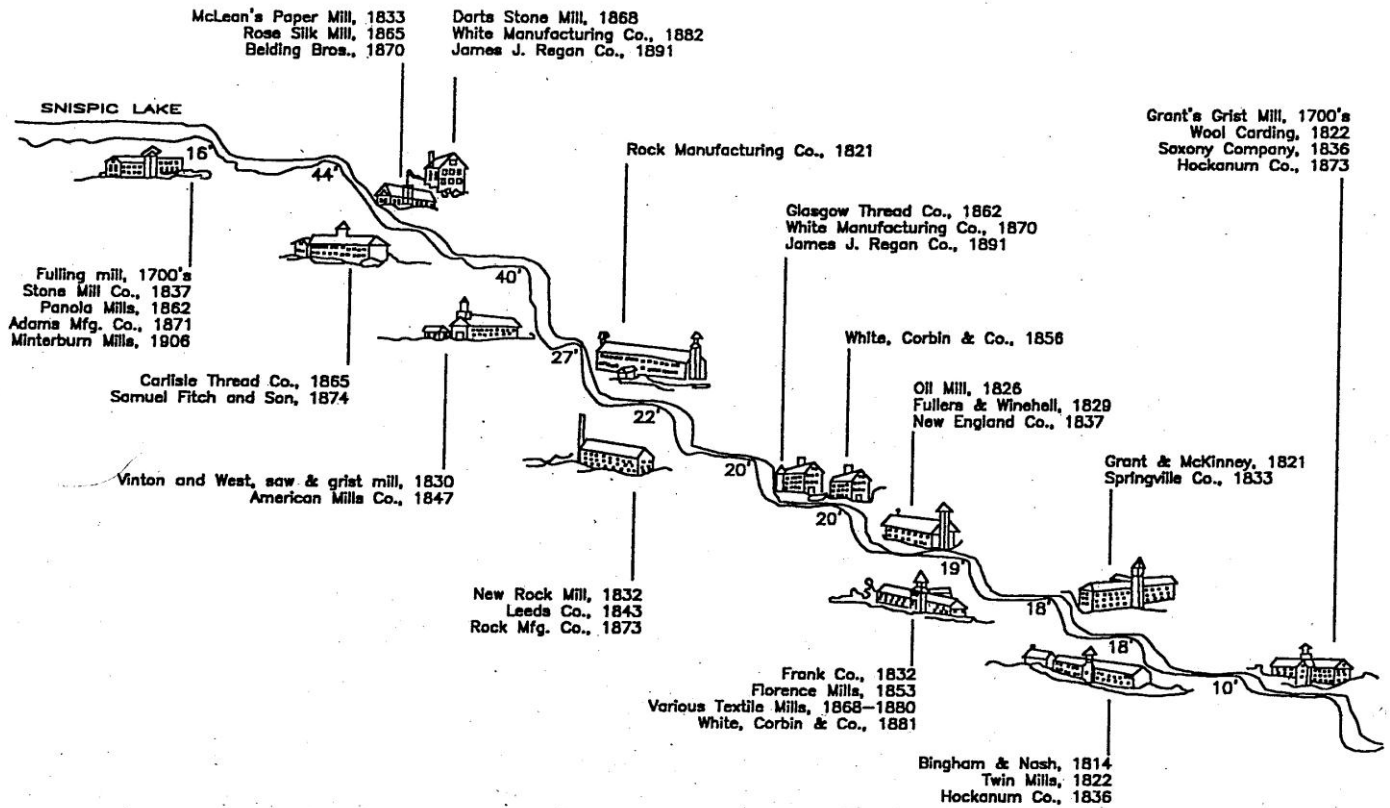 McLean's Paper Mill, 1833
Rose Silk Mill, 1865
Belding Bros., 1870
Darts Stone Mill, 1868
White Manufacturing Co., 1882
James J. Regan Co., 1891
SNISPIC LAKE
Grant's Grist Mill, 1700's
Wool Carding, 1822
Saxony Company, 1836
Hockanum Co., 1873
16'
44'
Rock Manufacturing Co., 1821
Glasgow Thread Co., 1862
White Manufacturing Co., 1870
James J. Regan Co., 1891
Fulling mill, 1700's
Stone Mill Co., 1837
Panola Mills, 1862
Adams Mfg. Co., 1871
Minterburn Mills, 1906
40'
27'
White, Corbin & Co., 1856
Carlisle Thread Co., 1865
Samuel Fitch and Son, 1874
Oil Mill, 1826
Fullers & Winehell, 1829
New England Co., 1837
22'
20'
20'
Vinton and West, saw & grist mill, 1830
American Mills Co., 1847
Grant & McKinney, 1821
Springville Co., 1833
19'
18'
18'
10'
New Rock Mill, 1832
Leeds Co., 1843
Rock Mfg. Co., 1873
Frank Co., 1832
Florence Mills, 1853
Various Textile Mills, 1868–1880
White, Corbin & Co., 1881
Bingham & Nash, 1814
Twin Mills, 1822
Hockanum Co., 1836